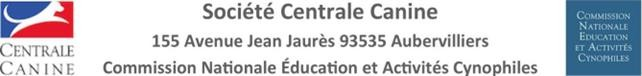 CENTRALE
CANINE
Société Centrale Canine
155 Avenue Jean Jaurès 93535 Aubervilliers
Commission Nationale Éducation et Activités Cynophiles
COMMISSION
NATIONALE
EDUCATION
ET ACTIVITÉS
CYNOPHILES